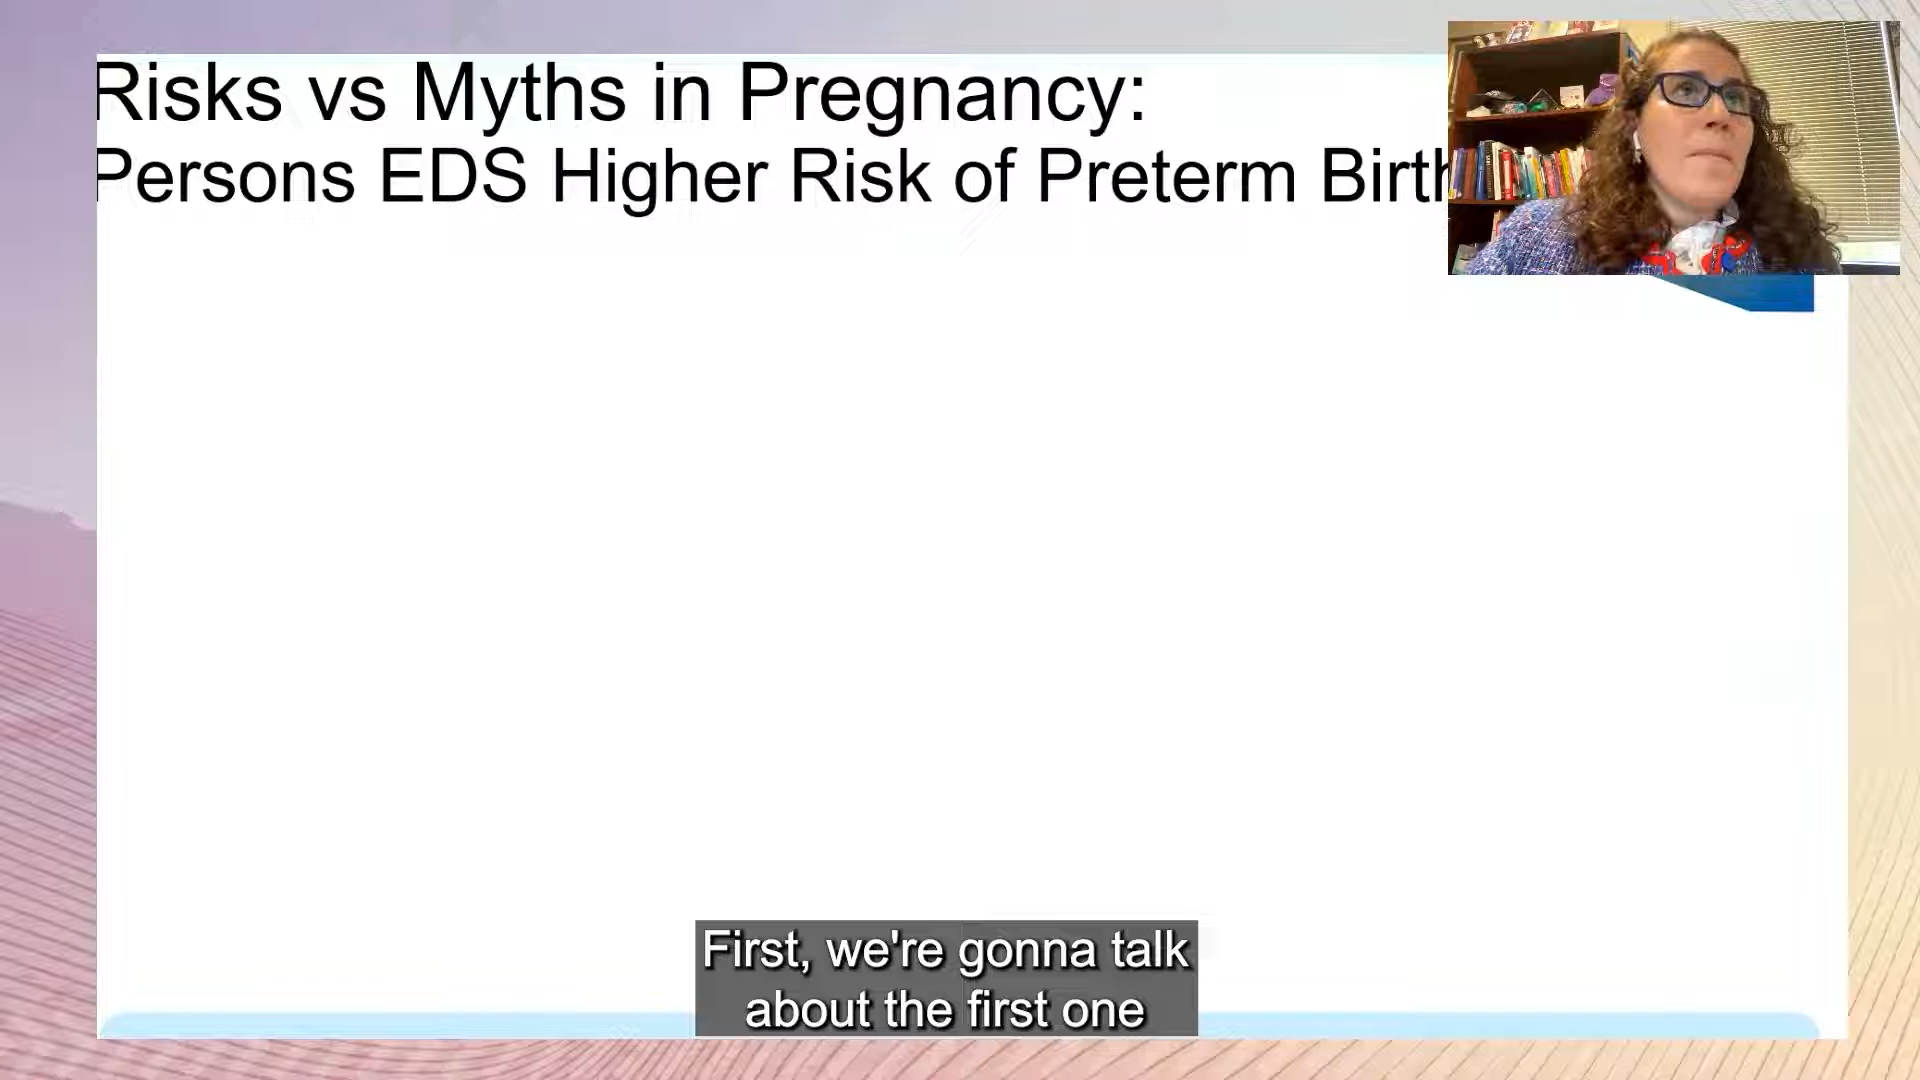 Risks vs Myths in Pregnancy:
Persons EDS Higher Risk of Preterm Birth
First, we're gonna talk
about the first one